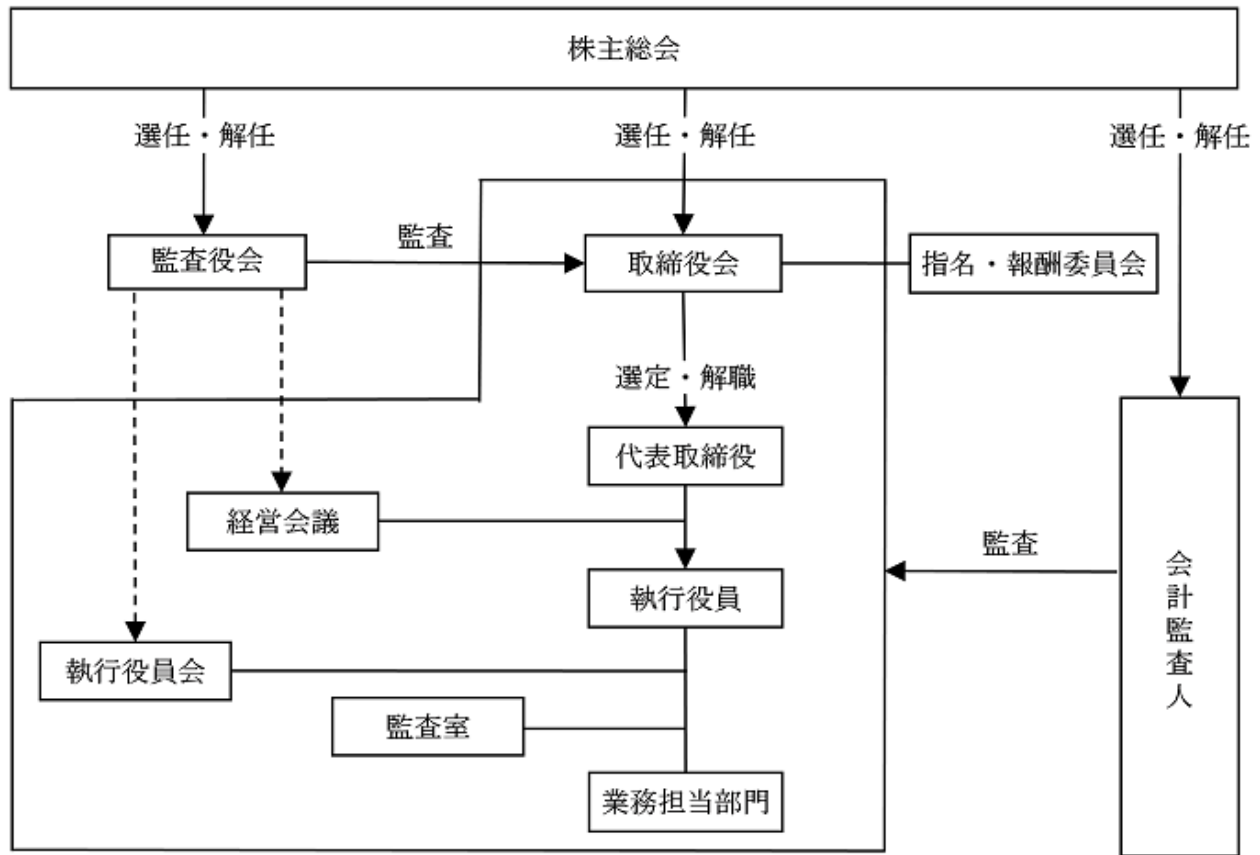 株主総会
選任・解任
選任・解任
選任・解任
監査役会
監査
取締役会
指名・報酬委員会
選定・解職
代表取締役
経営会議
監査
執行役員
会計監査人
執行役員会
監査室
業務担当部門